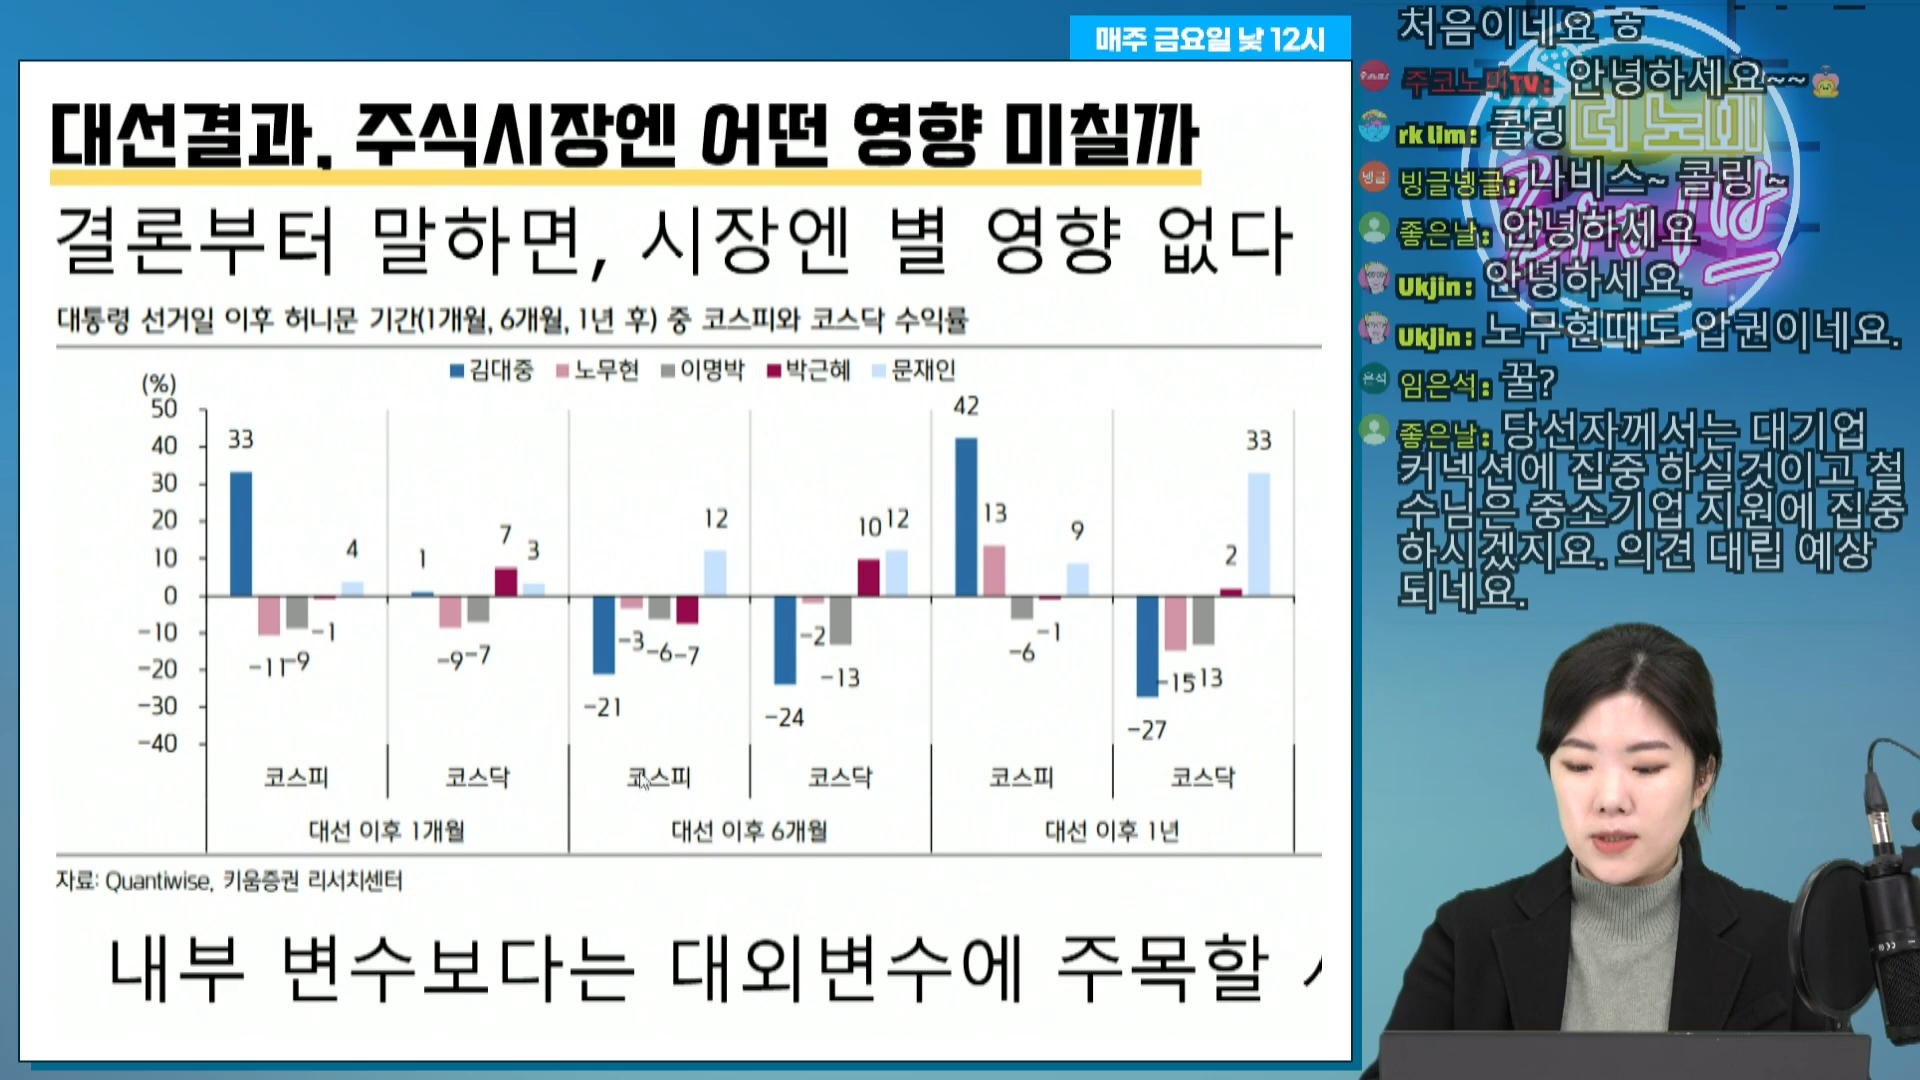 매주 금요일 낮 12시
대선결과, 주식시장엔 어떤 영향 미칠까
결론부터 말하면, 시장엔 별 영향 없다
대통령 선거일 이후 허니문 기간(1개월, 6개월, 1년 후) 중 코스피와 코스닥 수익률
김대중 노무현 이명박 박근혜 문재인
(%)
50
40
30
20
10
0
-10
-20
-30
-40
33 -11 -9 -1 4
1 -9 -7 7 3
-21 -3 -6 -7 12
-24 -2 -13 10 12
42 13 -6 -1 9
-27 -15 -13 2 33
코스피 코스닥 코스피 코스닥 코스피 코스닥
대선 이후 1개월 대선 이후 6개월 대선 이후 1년
자료: Quantiwise, 키움증권 리서치센터
내부 변수보다는 대외변수에 주목할
처음이네요 ㅎ
주코노미TV: 안녕하세요~~
rk lim: 콜링
빙글넹글: 나비스~ 콜링~
좋은날: 안녕하세요
Ukjin: 안녕하세요.
Ukjin: 노무현때도 압권이네요.
임은석: 꿀?
좋은날: 당선자께서는 대기업
커넥션에 집중 하실것이고 철
수님은 중소기업 지원에 집중
하시겠지요. 의견 대립 예상
되네요.